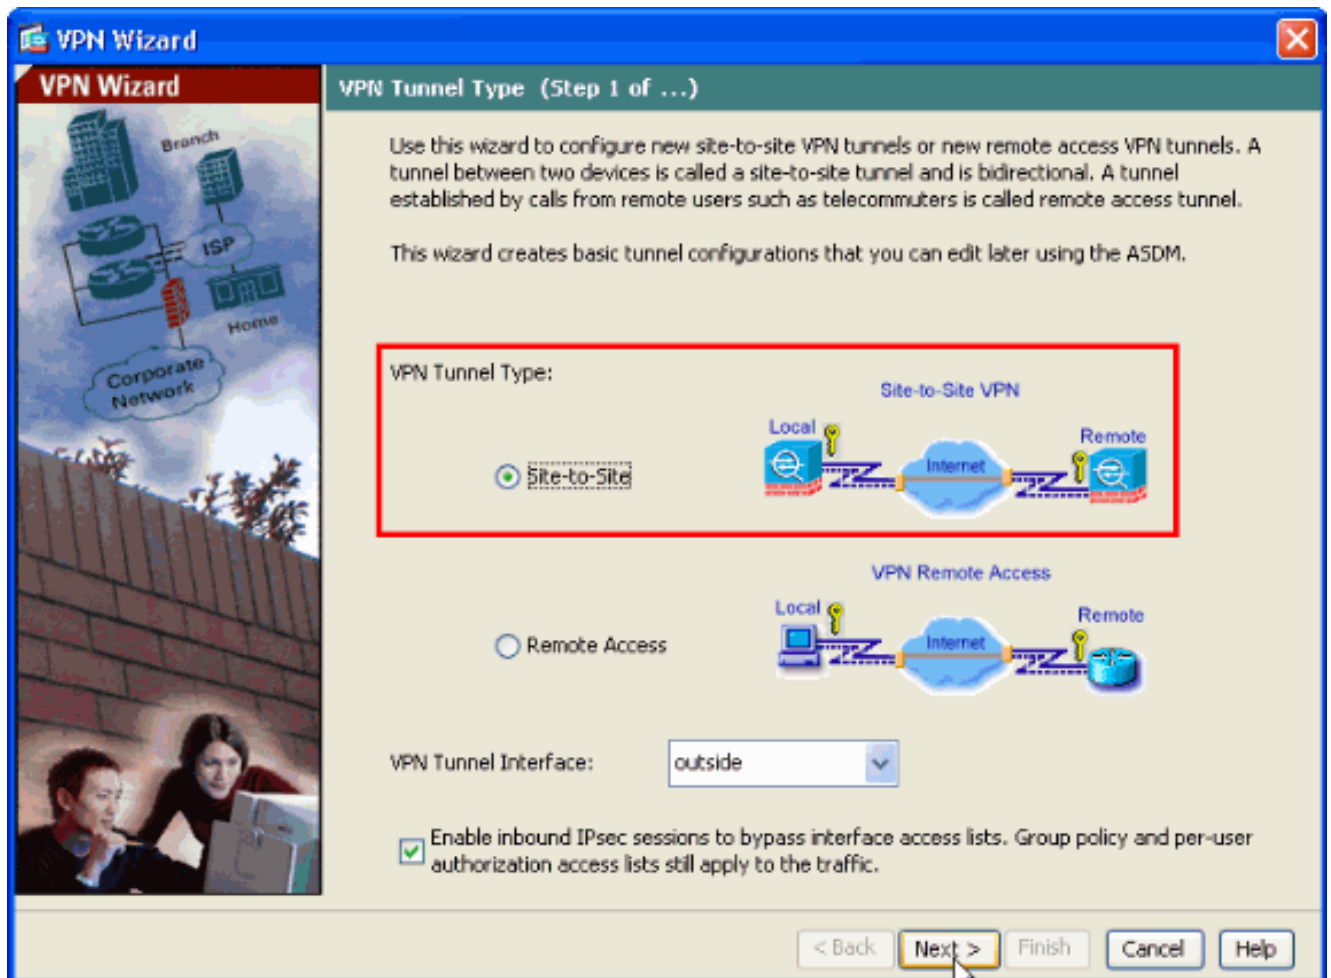 VPN Wizard
VPN Wizard
VPN Tunnel Type (Step 1 of ...)
Branch
ISP
Home
Corporate
Network
Use this wizard to configure new site-to-site VPN tunnels or new remote access VPN tunnels. A
tunnel between two devices is called a site-to-site tunnel and is bidirectional. A tunnel
established by calls from remote users such as telecommuters is called remote access tunnel.
This wizard creates basic tunnel configurations that you can edit later using the ASDM.
VPN Tunnel Type:
Site-to-Site VPN
Local
Remote
Internet
Site-to-Site
VPN Remote Access
Local
Remote
Internet
Remote Access
VPN Tunnel Interface:
outside
Enable inbound IPsec sessions to bypass interface access lists. Group policy and per-user
authorization access lists still apply to the traffic.
< Back
Next >
Finish
Cancel
Help